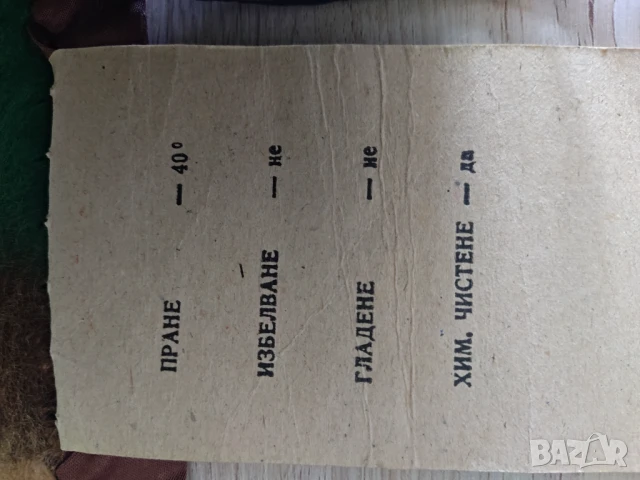 ПРАНЕ — 40°
ИЗБЕЛВАНЕ — не
ГЛАДЕНЕ — не
ХИМ. ЧИСТЕНЕ — да
BAZAR